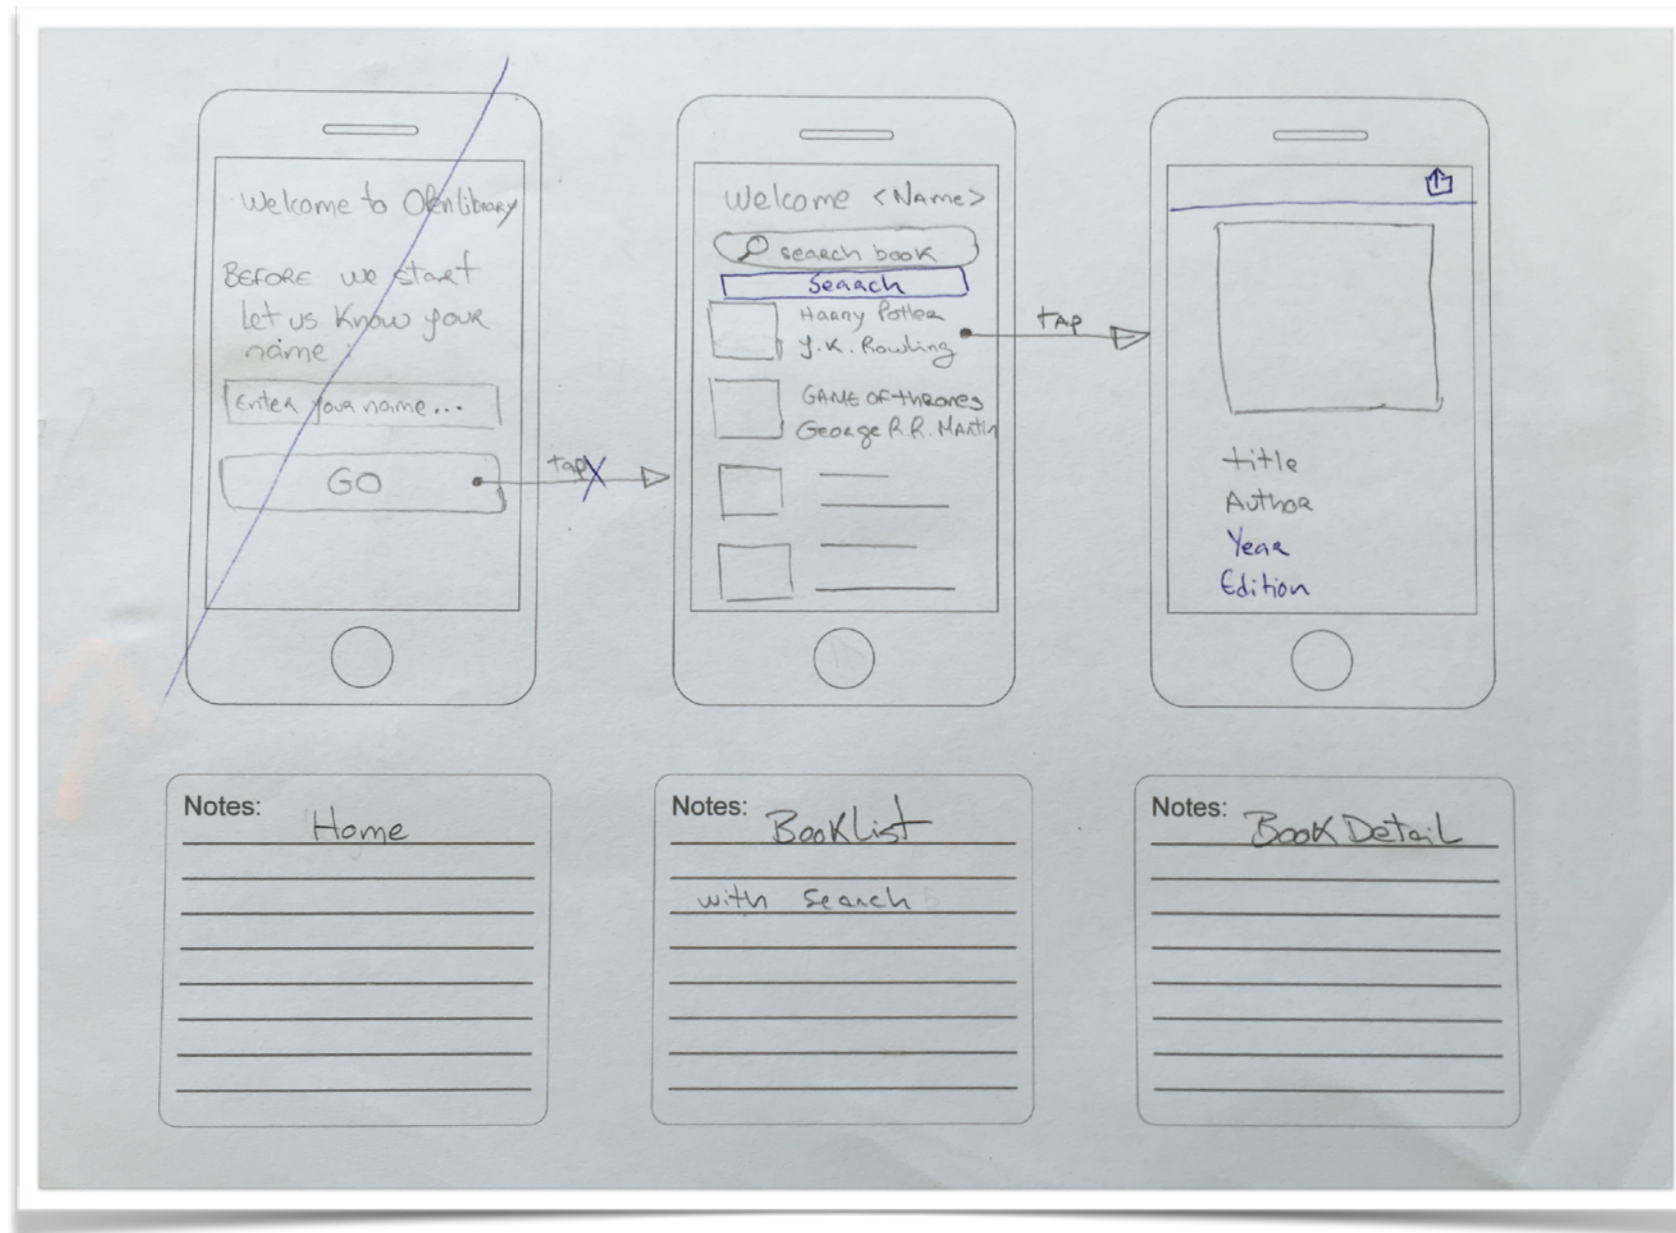 Welcome to Openlibrary
BEFORE we start
let us Know your
name :
Enter your name...
GO
tap
Welcome <Name>
search book
Search
Harry Potter
J.K. Rowling
GAME OF thrones
George R.R. Martin
TAP
title
Author
Year
Edition
Notes:
Home
Notes:
BookList
with search
Notes:
Book Detail